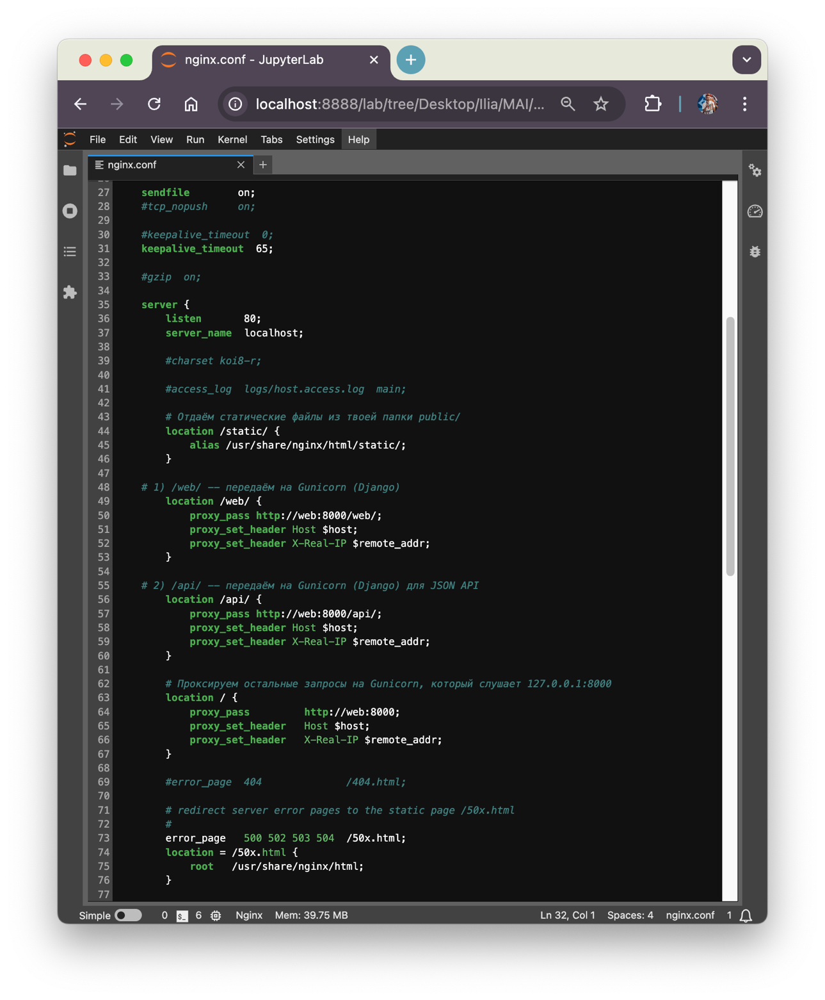 nginx.conf - JupyterLab
localhost:8888/lab/tree/Desktop/Ilia/MAI/...
File Edit View Run Kernel Tabs Settings Help
nginx.conf
27 sendfile        on;
28 #tcp_nopush     on;
29
30 #keepalive_timeout  0;
31 keepalive_timeout  65;
32
33 #gzip  on;
34
35 server {
36     listen       80;
37     server_name  localhost;
38
39     #charset koi8-r;
40
41     #access_log  logs/host.access.log  main;
42
43     # Отдаём статические файлы из твоей папки public/
44     location /static/ {
45         alias /usr/share/nginx/html/static/;
46     }
47
48 # 1) /web/ -- передаём на Gunicorn (Django)
49     location /web/ {
50         proxy_pass http://web:8000/web/;
51         proxy_set_header Host $host;
52         proxy_set_header X-Real-IP $remote_addr;
53     }
54
55 # 2) /api/ -- передаём на Gunicorn (Django) для JSON API
56     location /api/ {
57         proxy_pass http://web:8000/api/;
58         proxy_set_header Host $host;
59         proxy_set_header X-Real-IP $remote_addr;
60     }
61
62     # Проксируем остальные запросы на Gunicorn, который слушает 127.0.0.1:8000
63     location / {
64         proxy_pass         http://web:8000;
65         proxy_set_header   Host $host;
66         proxy_set_header   X-Real-IP $remote_addr;
67     }
68
69     #error_page  404              /404.html;
70
71     # redirect server error pages to the static page /50x.html
72     #
73     error_page   500 502 503 504  /50x.html;
74     location = /50x.html {
75         root   /usr/share/nginx/html;
76     }
77
Simple 0 $_ 6 Nginx Mem: 39.75 MB Ln 32, Col 1 Spaces: 4 nginx.conf 1